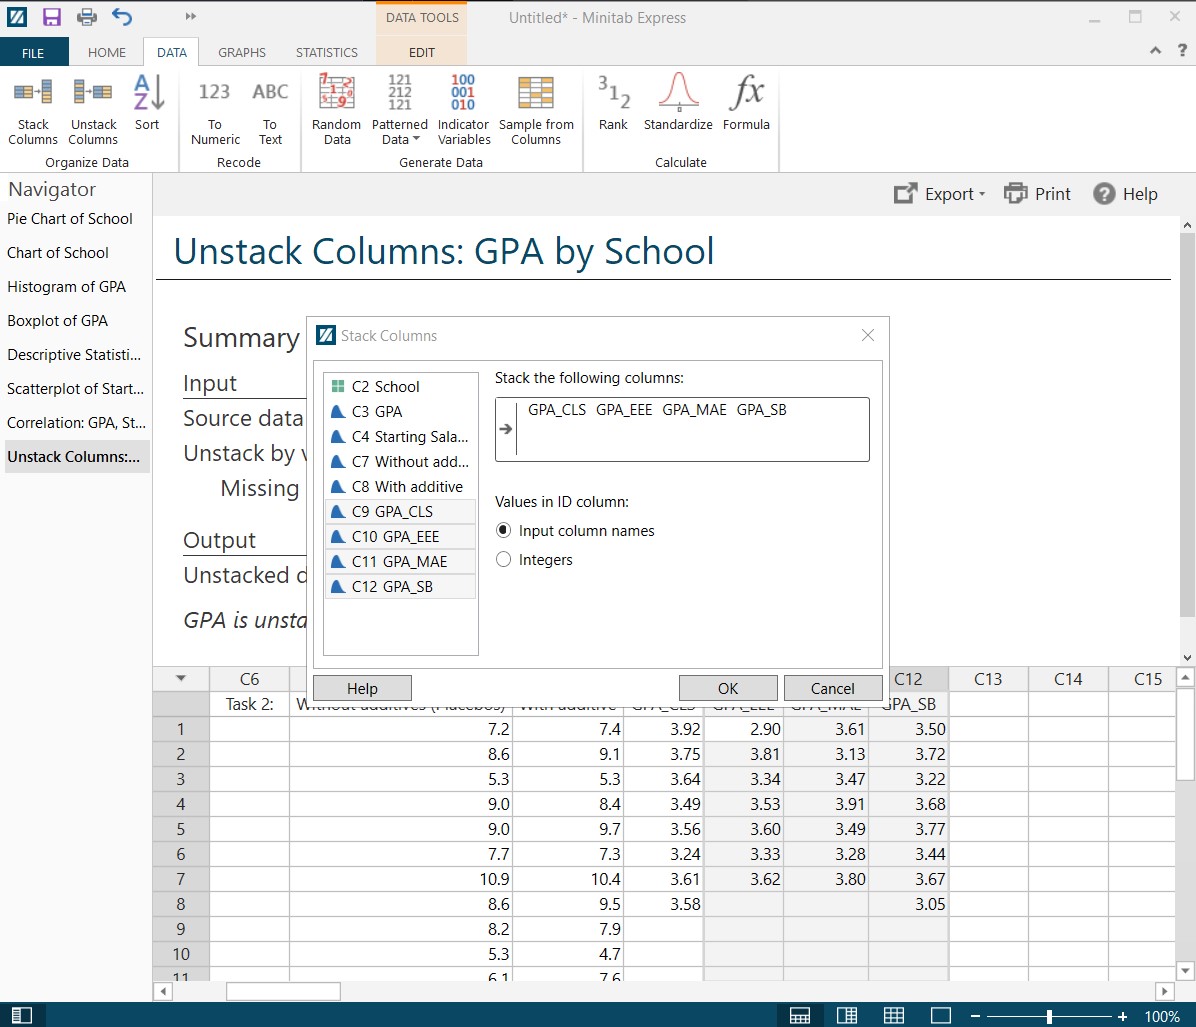 DATA TOOLS
Untitled* - Minitab Express
FILE HOME DATA GRAPHS STATISTICS EDIT
121 100
123 ABC 212 001
121 010
Stack Columns
Unstack Columns
Sort
To Numeric
To Text
Random Data
Patterned Data
Indicator Variables
Sample from Columns
Rank
Standardize
Formula
Organize Data
Recode
Generate Data
Calculate
Navigator
Pie Chart of School
Chart of School
Histogram of GPA
Boxplot of GPA
Descriptive Statisti...
Scatterplot of Start...
Correlation: GPA, St...
Unstack Columns:...
Export Print Help
Unstack Columns: GPA by School
Summary
Input
Source data
Unstack by v
Missing
Output
Unstacked d
GPA is unsta
Stack Columns
C2 School
C3 GPA
C4 Starting Sala...
C7 Without add...
C8 With additive
C9 GPA_CLS
C10 GPA_EEE
C11 GPA_MAE
C12 GPA_SB
Stack the following columns:
GPA_CLS GPA_EEE GPA_MAE GPA_SB
Values in ID column:
Input column names
Integers
Help OK Cancel
C6 C12 C13 C14 C15
Task 2: Without additives (Placebos) With additive GPA_CLS GPA_EEE GPA_MAE GPA_SB
1 7.2 7.4 3.92 2.90 3.61 3.50
2 8.6 9.1 3.75 3.81 3.13 3.72
3 5.3 5.3 3.64 3.34 3.47 3.22
4 9.0 8.4 3.49 3.53 3.91 3.68
5 9.0 9.7 3.56 3.60 3.49 3.77
6 7.7 7.3 3.24 3.33 3.28 3.44
7 10.9 10.4 3.61 3.62 3.80 3.67
8 8.6 9.5 3.58 3.05
9 8.2 7.9
10 5.3 4.7
11 6.1 7.6
100%